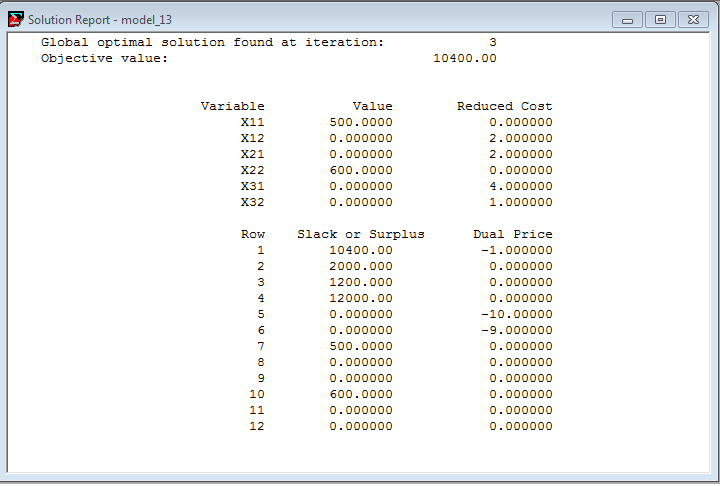 Solution Report - model_13
Global optimal solution found at iteration: 3
Objective value: 10400.00
Variable Value Reduced Cost
X11 500.0000 0.000000
X12 0.000000 2.000000
X21 0.000000 2.000000
X22 600.0000 0.000000
X31 0.000000 4.000000
X32 0.000000 1.000000
Row Slack or Surplus Dual Price
1 10400.00 -1.000000
2 2000.000 0.000000
3 1200.000 0.000000
4 12000.00 0.000000
5 0.000000 -10.00000
6 0.000000 -9.000000
7 500.0000 0.000000
8 0.000000 0.000000
9 0.000000 0.000000
10 600.0000 0.000000
11 0.000000 0.000000
12 0.000000 0.000000